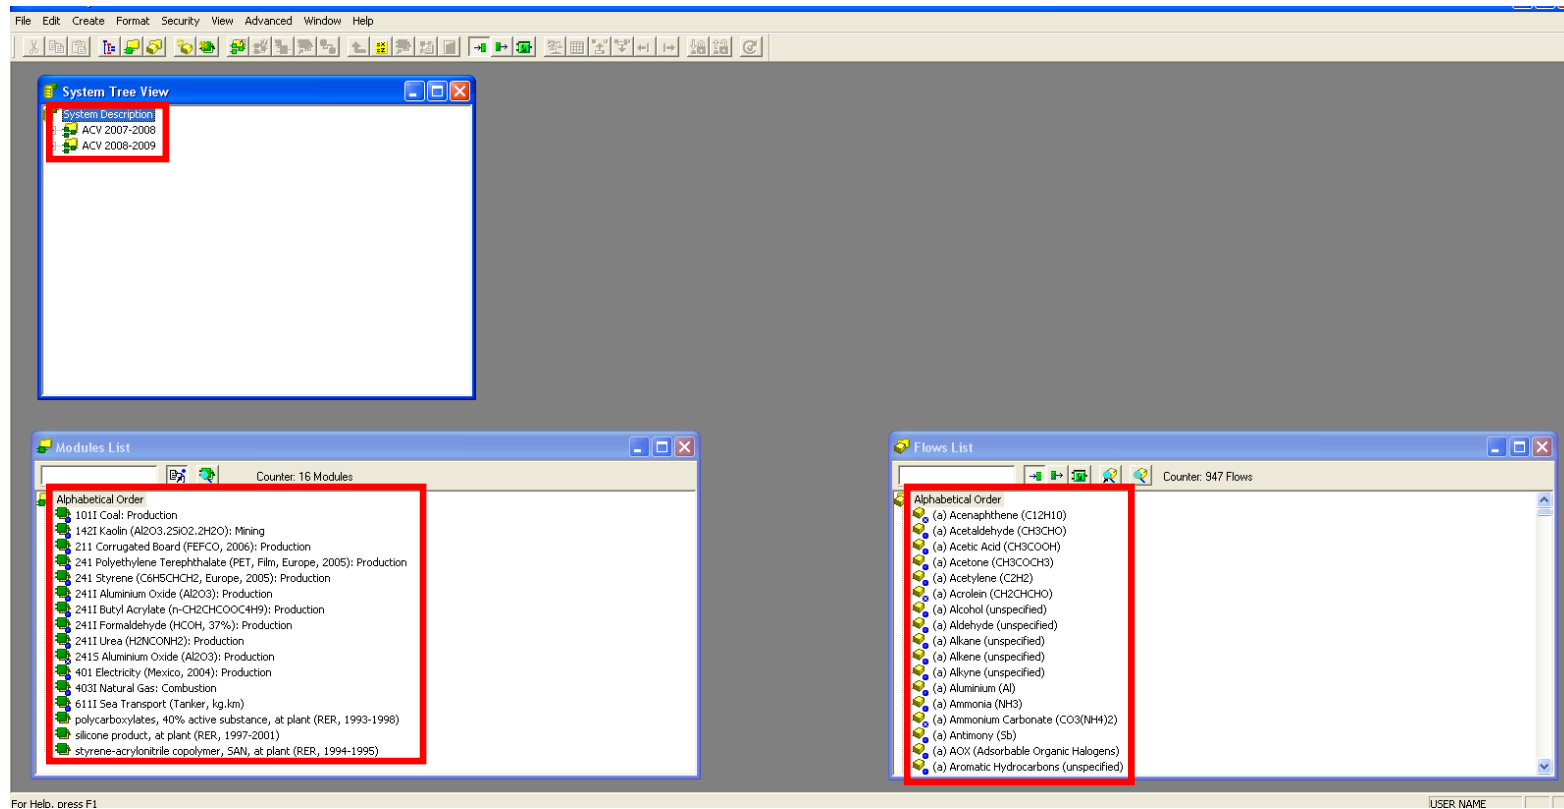 File Edit Create Format Security View Advanced Window Help
System Tree View
System Description
ACV 2007-2008
ACV 2008-2009
Modules List
Counter: 16 Modules
Alphabetical Order
101I Coal: Production
142I Kaolin (Al2O3.2SiO2.2H2O): Mining
211 Corrugated Board (FEFCO, 2006): Production
241 Polyethylene Terephthalate (PET, Film, Europe, 2005): Production
241 Styrene (C6H5CHCH2, Europe, 2005): Production
241I Aluminium Oxide (Al2O3): Production
241I Butyl Acrylate (n-CH2CHCOOC4H9): Production
241I Formaldehyde (HCOH, 37%): Production
241I Urea (H2NCONH2): Production
241S Aluminium Oxide (Al2O3): Production
401 Electricity (Mexico, 2004): Production
403I Natural Gas: Combustion
611I Sea Transport (Tanker, kg.km)
polycarboxylates, 40% active substance, at plant (RER, 1993-1998)
silicone product, at plant (RER, 1997-2001)
styrene-acrylonitrile copolymer, SAN, at plant (RER, 1994-1995)
Flows List
Counter: 947 Flows
Alphabetical Order
(a) Acenaphthene (C12H10)
(a) Acetaldehyde (CH3CHO)
(a) Acetic Acid (CH3COOH)
(a) Acetone (CH3COCH3)
(a) Acetylene (C2H2)
(a) Acrolein (CH2CHCHO)
(a) Alcohol (unspecified)
(a) Aldehyde (unspecified)
(a) Alkane (unspecified)
(a) Alkene (unspecified)
(a) Alkyne (unspecified)
(a) Aluminium (Al)
(a) Ammonia (NH3)
(a) Ammonium Carbonate (CO3(NH4)2)
(a) Antimony (Sb)
(a) AOX (Adsorbable Organic Halogens)
(a) Aromatic Hydrocarbons (unspecified)
For Help, press F1
USER NAME